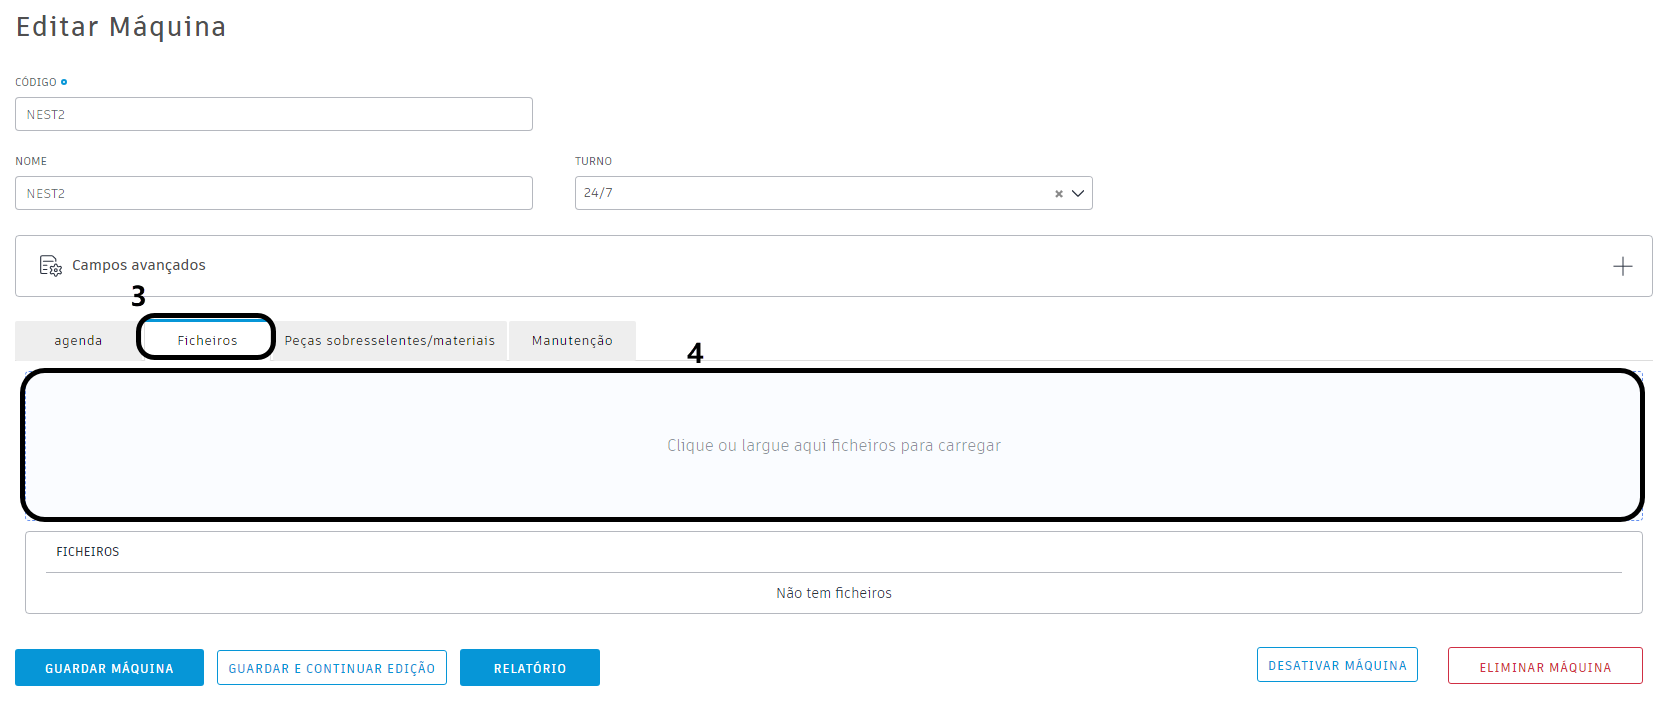 Editar Máquina
CÓDIGO
NEST2
NOME
TURNO
NEST2
24/7
Campos avançados
3
agenda
Ficheiros
Peças sobresselentes/materiais
Manutenção
4
Clique ou largue aqui ficheiros para carregar
FICHEIROS
Não tem ficheiros
GUARDAR MÁQUINA
GUARDAR E CONTINUAR EDIÇÃO
RELATÓRIO
DESATIVAR MÁQUINA
ELIMINAR MÁQUINA